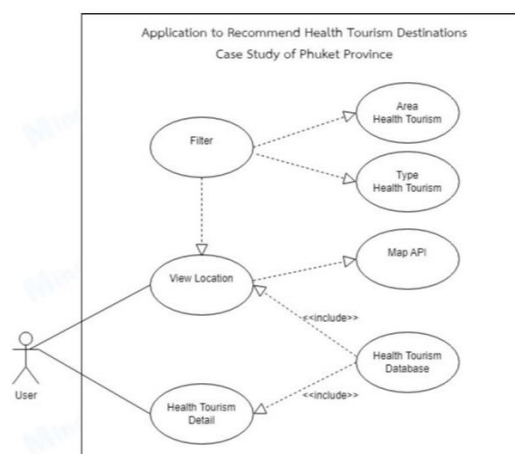 Application to Recommend Health Tourism Destinations
Case Study of Phuket Province
Area
Health Tourism
Filter
Type
Health Tourism
Map API
View Location
<<include>>
Health Tourism
Database
User
<<include>>
Health Tourism
Detail